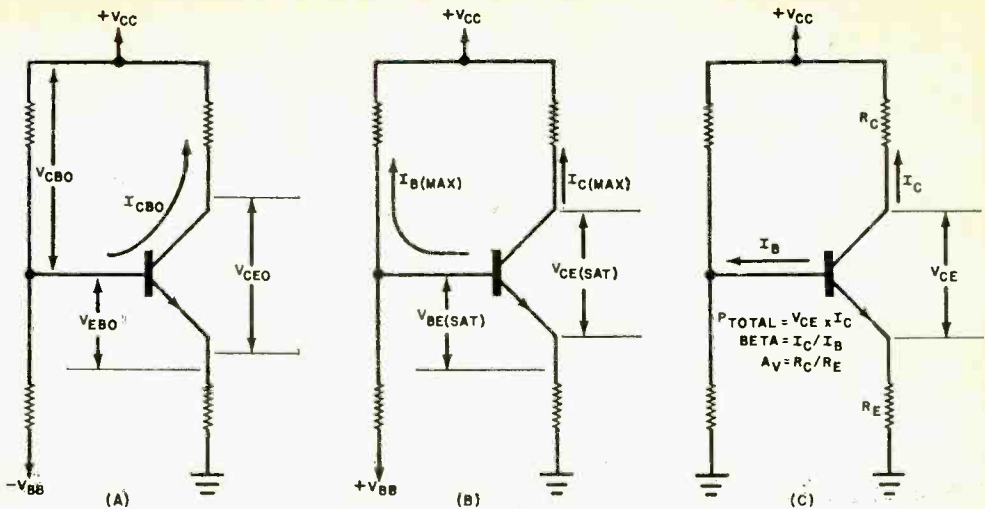 +VCC
VCBO
ICBO
VCEO
VEBO
-VBB
(A)
+VCC
IB(MAX)
IC(MAX)
VCE(SAT)
VBE(SAT)
+VBB
(B)
+VCC
RC
IC
IB
VCE
PTOTAL = VCE x IC
BETA = IC/IB
AV = RC/RE
RE
(C)